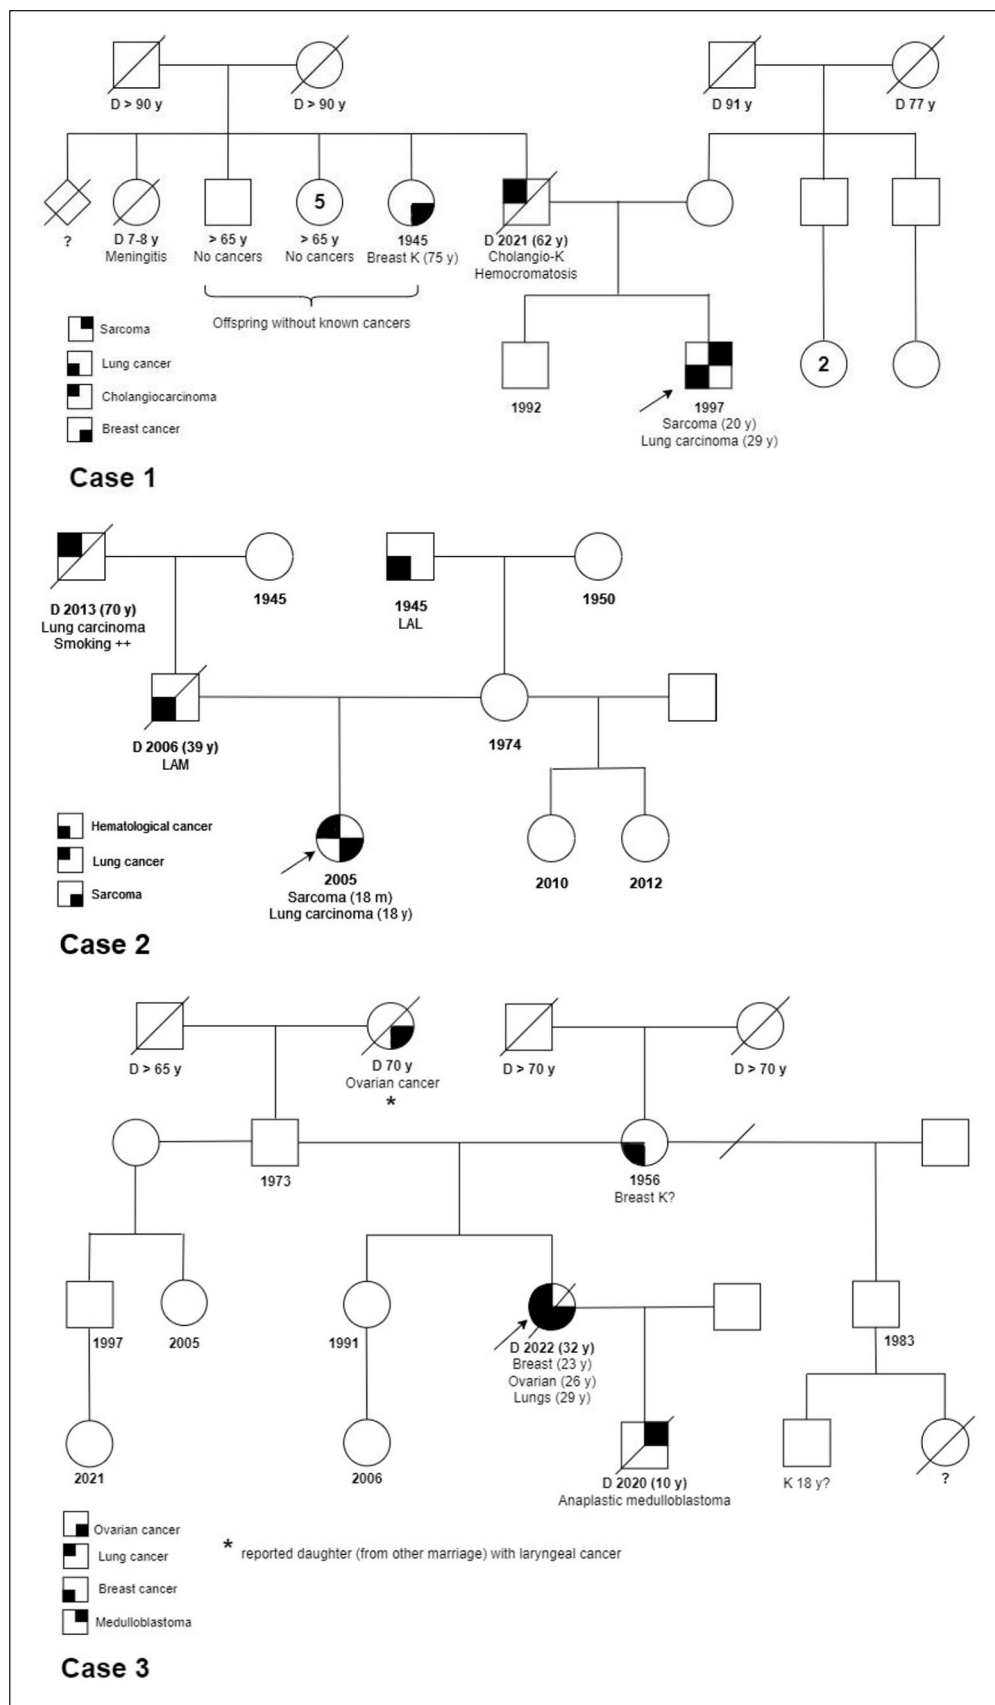 D > 90 y
D > 90 y
D 91 y
D 77 y
?
D 7-8 y
Meningitis
> 65 y
No cancers
5
> 65 y
No cancers
1945
Breast K (75 y)
D 2021 (62 y)
Cholangio-K
Hemocromatosis
Offspring without known cancers
1992
1997
Sarcoma (20 y)
Lung carcinoma (29 y)
2
Sarcoma
Lung cancer
Cholangiocarcinoma
Breast cancer
Case 1
D 2013 (70 y)
Lung carcinoma
Smoking ++
1945
1945
LAL
1950
D 2006 (39 y)
LAM
1974
2005
Sarcoma (18 m)
Lung carcinoma (18 y)
2010
2012
Hematological cancer
Lung cancer
Sarcoma
Case 2
D > 65 y
D 70 y
Ovarian cancer
*
D > 70 y
D > 70 y
1973
1956
Breast K?
1997
2005
1991
D 2022 (32 y)
Breast (23 y)
Ovarian (26 y)
Lungs (29 y)
1983
2021
2006
D 2020 (10 y)
Anaplastic medulloblastoma
K 18 y?
?
Ovarian cancer
Lung cancer
Breast cancer
Medulloblastoma
* reported daughter (from other marriage) with laryngeal cancer
Case 3